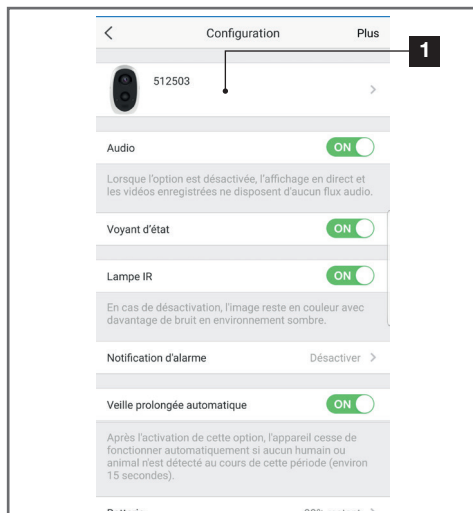 Configuration Plus
1
512503
Audio ON
Lorsque l'option est désactivée, l'affichage en direct et
les vidéos enregistrées ne disposent d'aucun flux audio.
Voyant d'état ON
Lampe IR ON
En cas de désactivation, l'image reste en couleur avec
davantage de bruit en environnement sombre.
Notification d'alarme Désactiver
Veille prolongée automatique ON
Après l'activation de cette option, l'appareil cesse de
fonctionner automatiquement si aucun humain ou
animal n'est détecté au cours de cette période (environ
15 secondes).